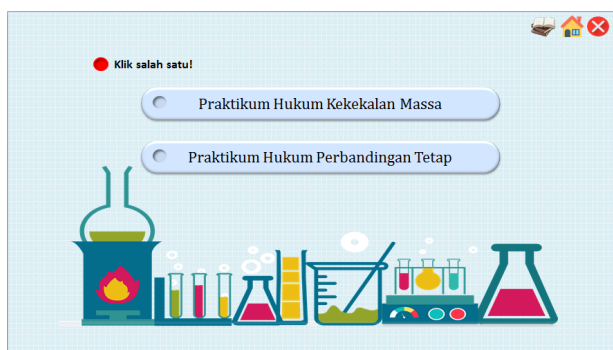 Klik salah satu!
Praktikum Hukum Kekekalan Massa
Praktikum Hukum Perbandingan Tetap